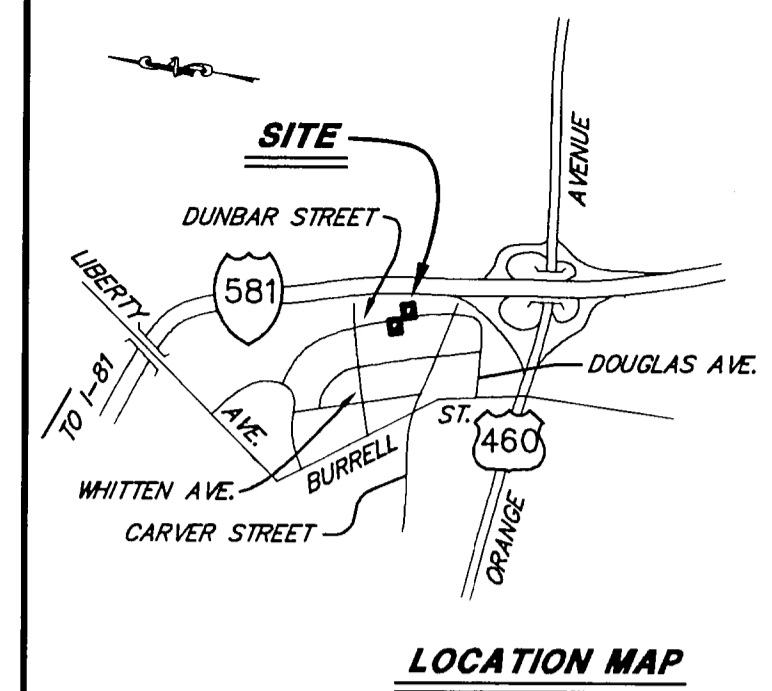 SITE
AVENUE
DUNBAR STREET
LIBERTY
581
TO I-81
DOUGLAS AVE.
AVE.
ST.
460
BURRELL
WHITTEN AVE.
CARVER STREET
ORANGE
LOCATION MAP